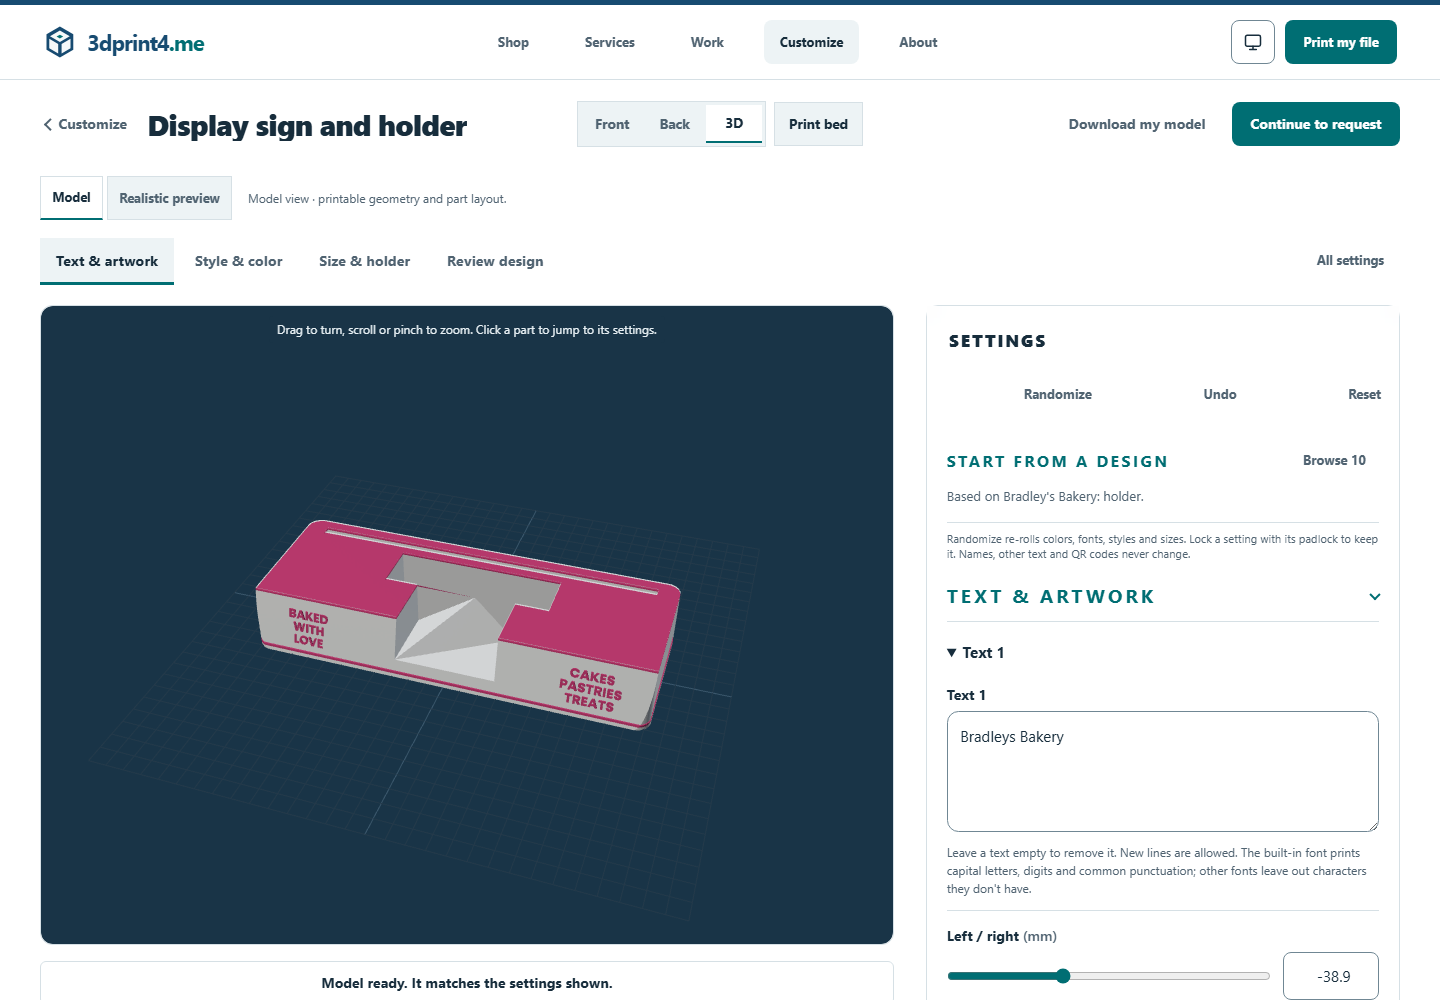 3dprint4.me
Shop
Services
Work
Customize
About
Print my file
Customize
Display sign and holder
Front
Back
3D
Print bed
Download my model
Continue to request
Model
Realistic preview
Model view · printable geometry and part layout.
Text & artwork
Style & color
Size & holder
Review design
All settings
Drag to turn, scroll or pinch to zoom. Click a part to jump to its settings.
BAKED
WITH
LOVE
CAKES
PASTRIES
TREATS
Model ready. It matches the settings shown.
SETTINGS
Randomize
Undo
Reset
START FROM A DESIGN
Browse 10
Based on Bradley's Bakery: holder.
Randomize re-rolls colors, fonts, styles and sizes. Lock a setting with its padlock to keep
it. Names, other text and QR codes never change.
TEXT & ARTWORK
Text 1
Text 1
Bradleys Bakery
Leave a text empty to remove it. New lines are allowed. The built-in font prints
capital letters, digits and common punctuation; other fonts leave out characters
they don't have.
Left / right (mm)
-38.9